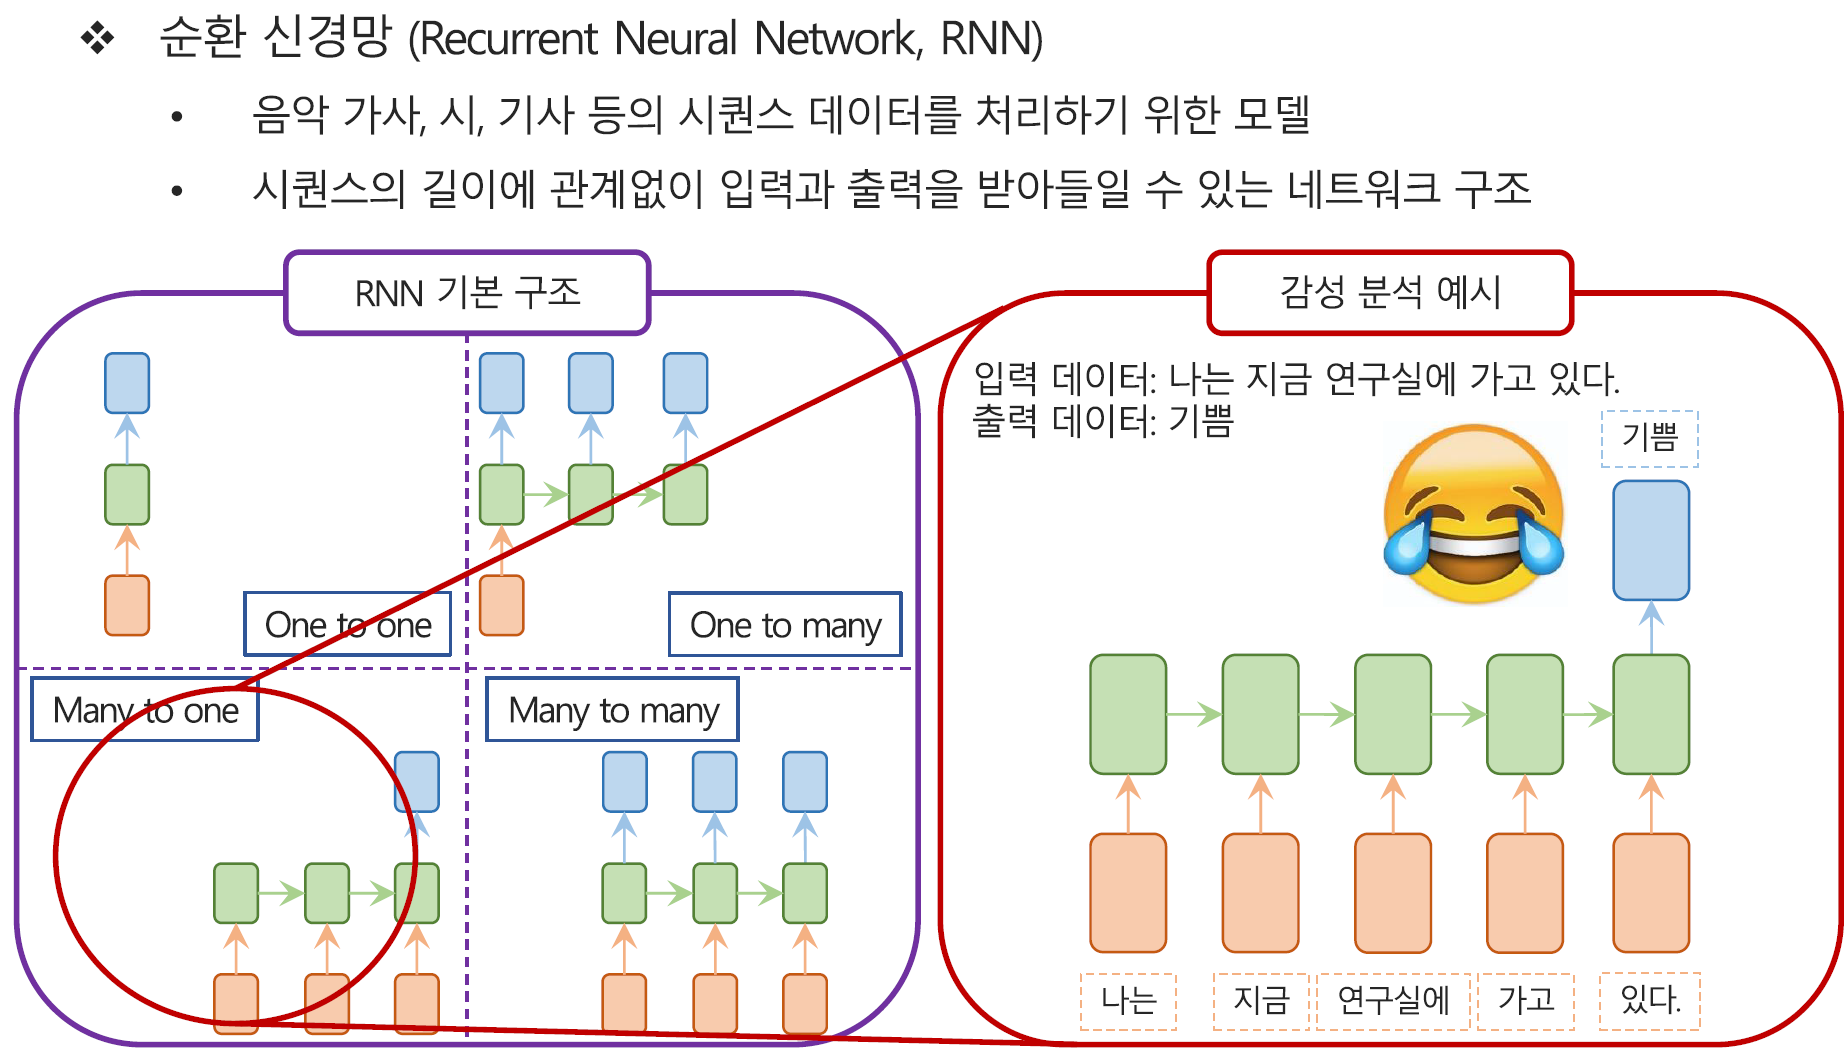 ❖ 순환 신경망 (Recurrent Neural Network, RNN)
• 음악 가사, 시, 기사 등의 시퀀스 데이터를 처리하기 위한 모델
• 시퀀스의 길이에 관계없이 입력과 출력을 받아들일 수 있는 네트워크 구조
RNN 기본 구조
One to one
One to many
Many to one
Many to many
감성 분석 예시
입력 데이터: 나는 지금 연구실에 가고 있다.
출력 데이터: 기쁨
기쁨
나는 지금 연구실에 가고 있다.